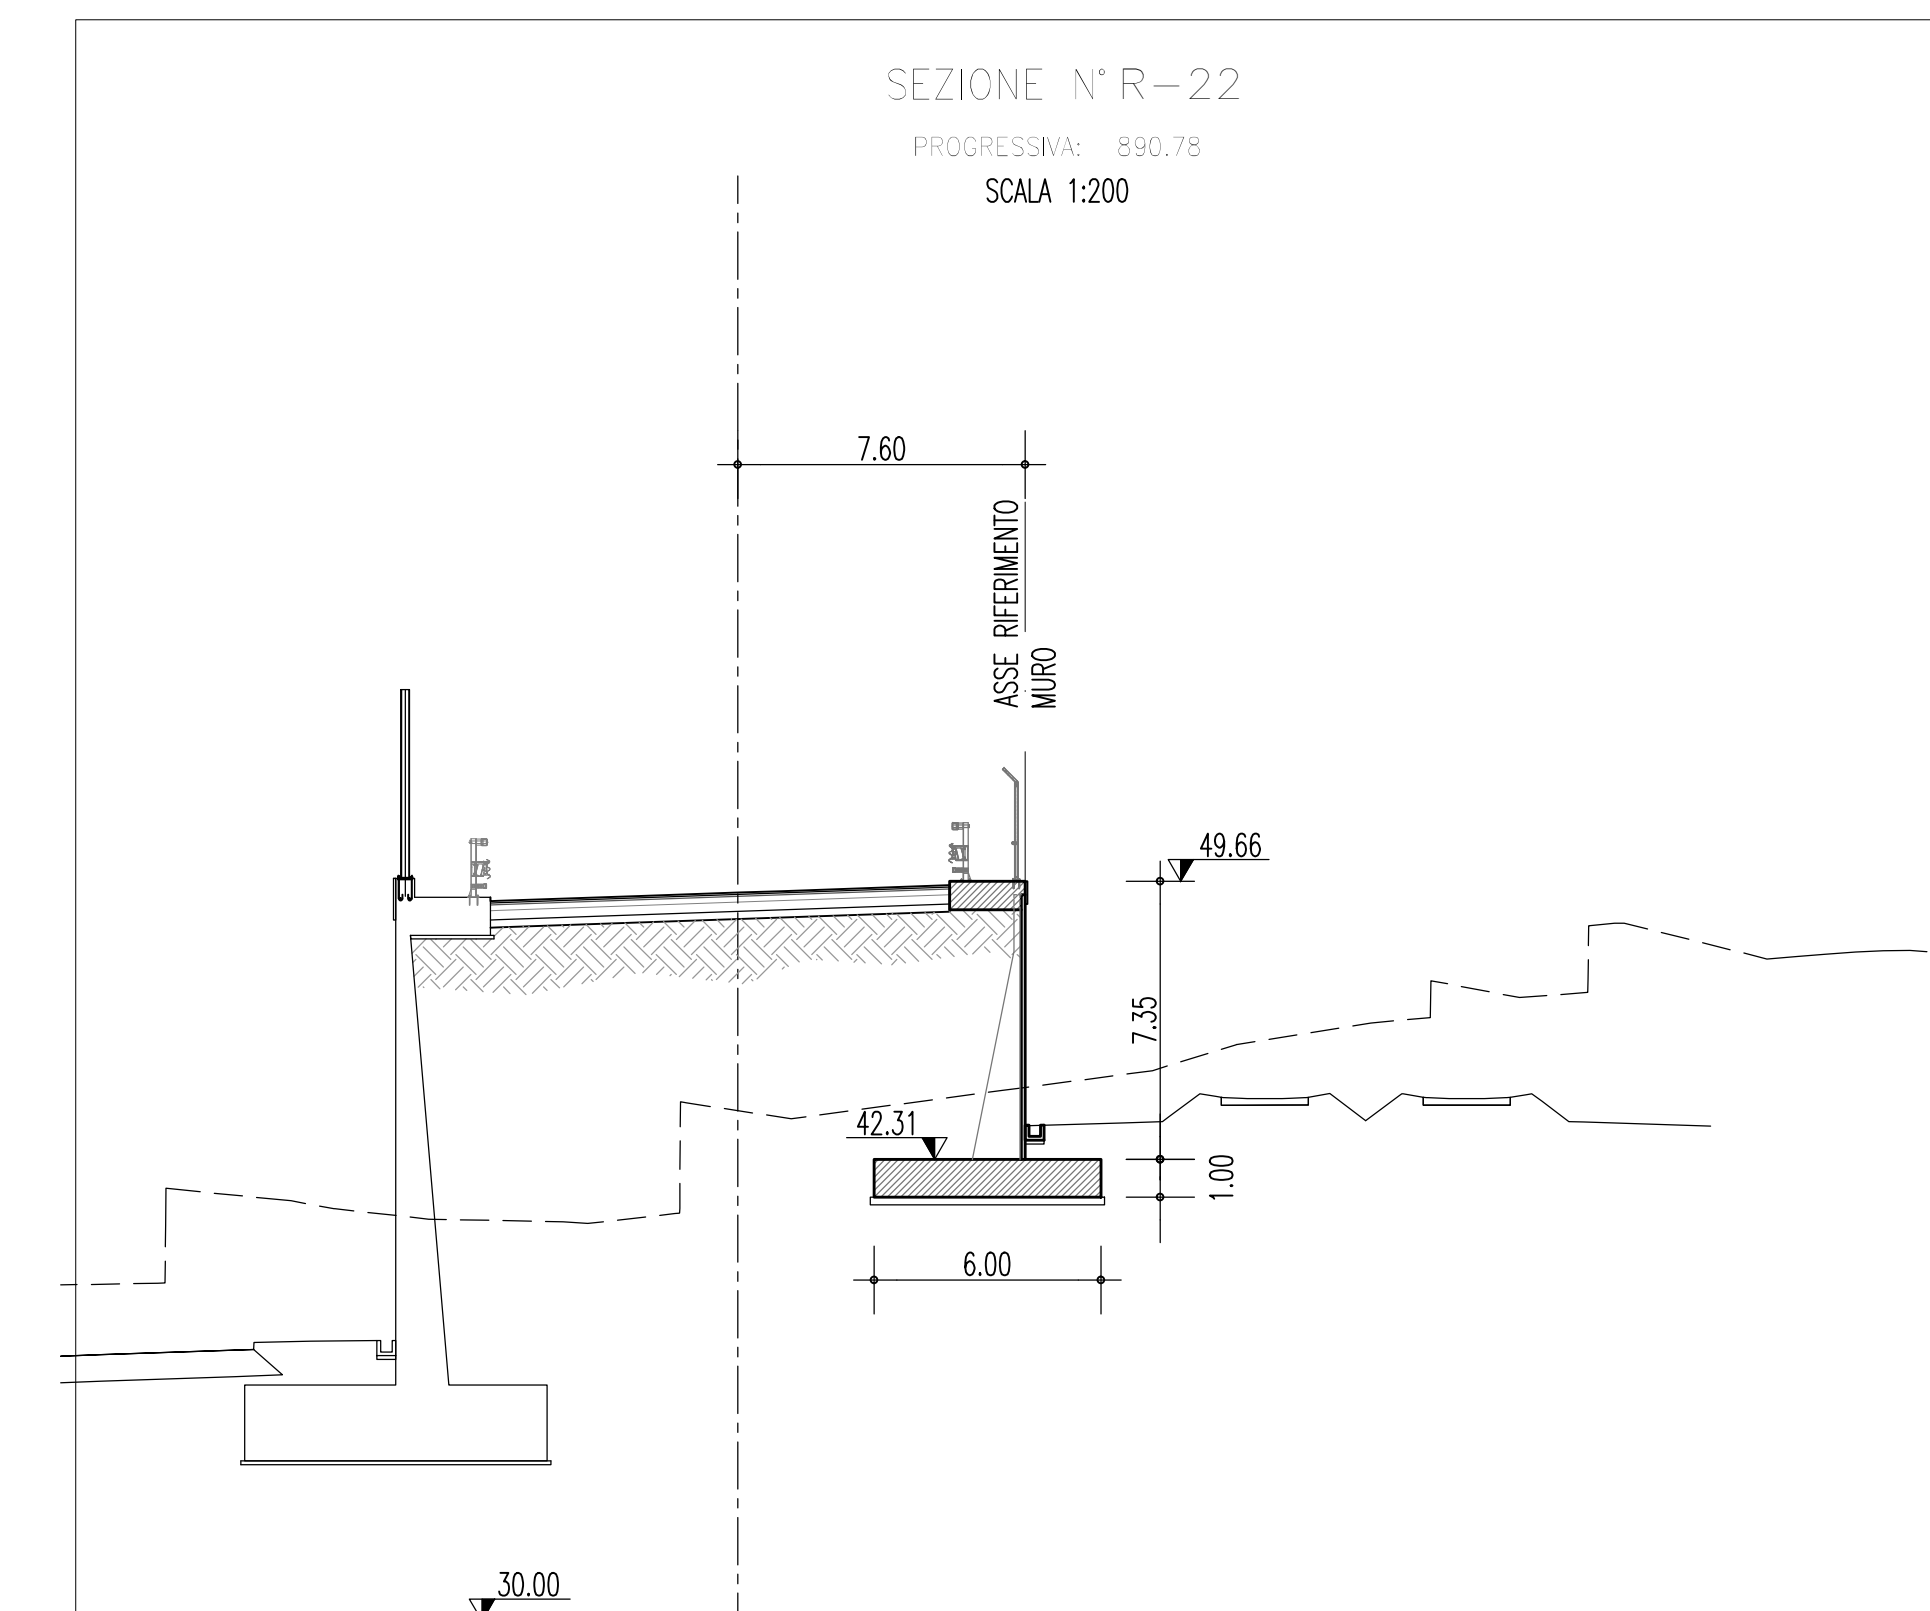 SEZIONE N° R-22
PROGRESSIVA: 890.78
SCALA 1:200
7.60
ASSE RIFERIMENTO
MURO
49.66
7.35
42.31
1.00
6.00
30.00